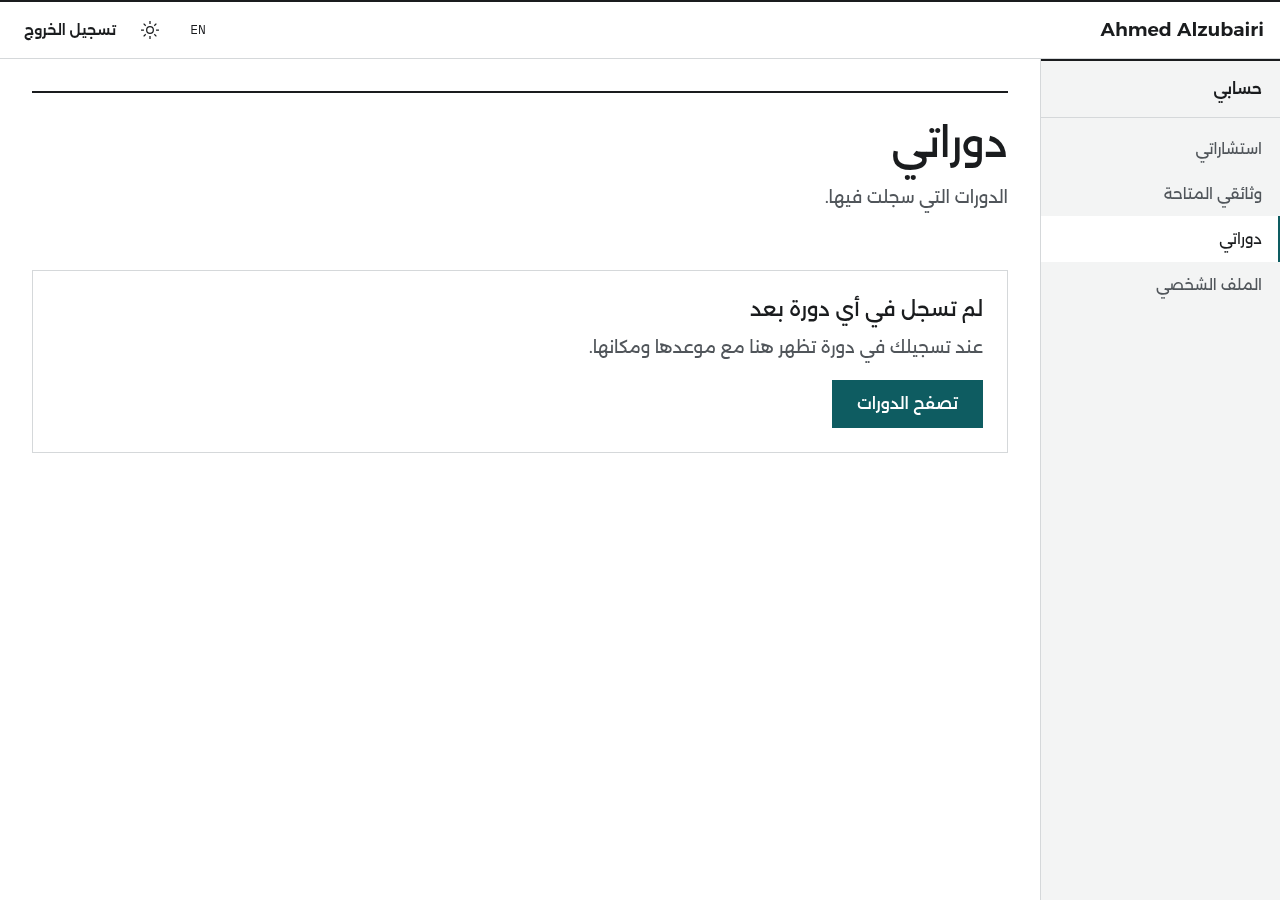 Ahmed Alzubairi
EN
تسجيل الخروج
حسابي
استشاراتي
وثائقي المتاحة
دوراتي
الملف الشخصي
دوراتي
الدورات التي سجلت فيها.
لم تسجل في أي دورة بعد
عند تسجيلك في دورة تظهر هنا مع موعدها ومكانها.
تصفح الدورات